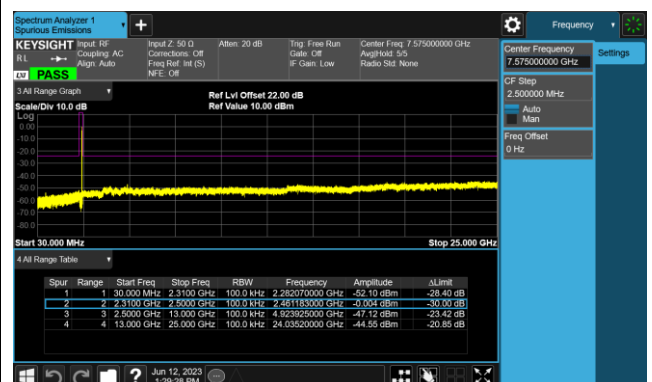 Spectrum Analyzer 1
Spurious Emissions
Frequency
KEYSIGHT
R L
LXI
PASS
Input: RF
Coupling: AC
Align: Auto
Input Z: 50 Ω
Corrections: Off
Freq Ref: Int (S)
NFE: Off
Atten: 20 dB
Trig: Free Run
Gate: Off
IF Gain: Low
Center Freq: 7.575000000 GHz
Avg|Hold: 5/5
Radio Std: None
Center Frequency
7.575000000 GHz
Settings
CF Step
2.500000 MHz
Auto
Man
Freq Offset
0 Hz
3 All Range Graph
Scale/Div 10.0 dB
Ref Lvl Offset 22.00 dB
Ref Value 10.00 dBm
Log
0.00
-10.0
-20.0
-30.0
-40.0
-50.0
-60.0
-70.0
-80.0
Start 30.000 MHz
Stop 25.000 GHz
4 All Range Table
Spur Range Start Freq Stop Freq RBW Frequency Amplitude ΔLimit
1 1 30.000 MHz 2.3100 GHz 100.0 kHz 2.282070000 GHz -52.10 dBm -28.40 dB
2 2 2.3100 GHz 2.5000 GHz 100.0 kHz 2.461183000 GHz -0.004 dBm -30.00 dB
3 3 2.5000 GHz 13.000 GHz 100.0 kHz 4.923925000 GHz -47.12 dBm -23.42 dB
4 4 13.000 GHz 25.000 GHz 100.0 kHz 24.03520000 GHz -44.55 dBm -20.85 dB
Jun 12, 2023
1:29:28 PM